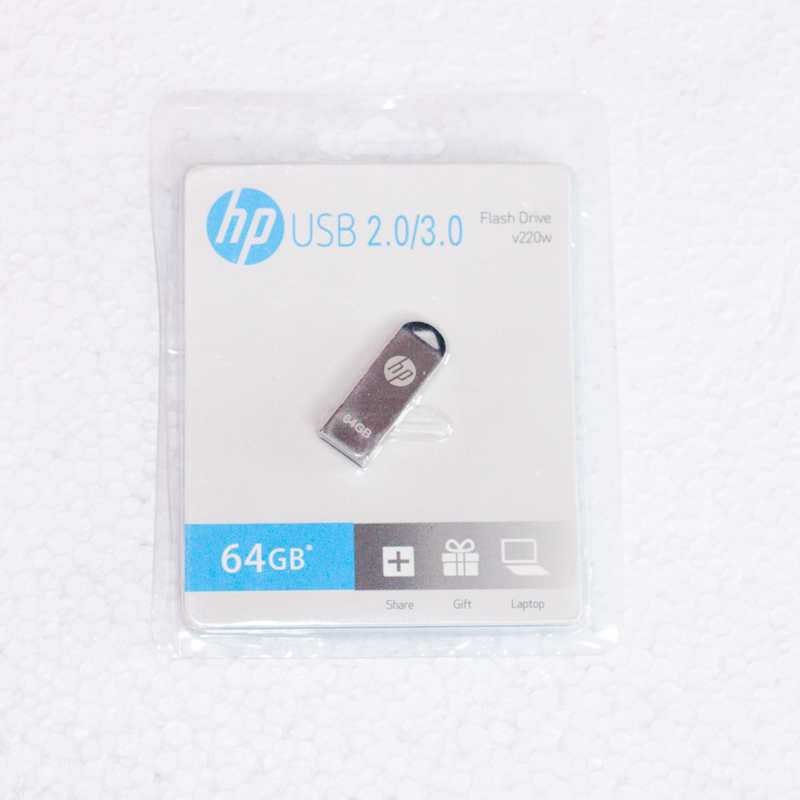 hp USB 2.0/3.0
Flash Drive
v220w
hp
64GB
64GB*
Share Gift Laptop